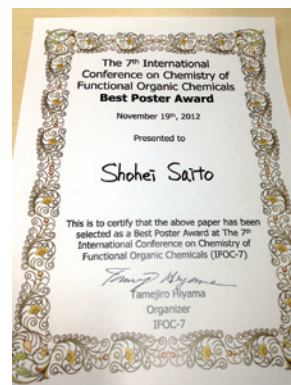 The 7th International
Conference on Chemistry of
Functional Organic Chemicals
Best Poster Award
November 19th, 2012
Presented to
Shohei Saito
This is to certify that the above paper has been
selected as a Best Poster Award at The 7th
International Conference on Chemistry of
Functional Organic Chemicals (IFOC-7)
Tamejiro Hiyama
Tamejiro Hiyama
Organizer
IFOC-7